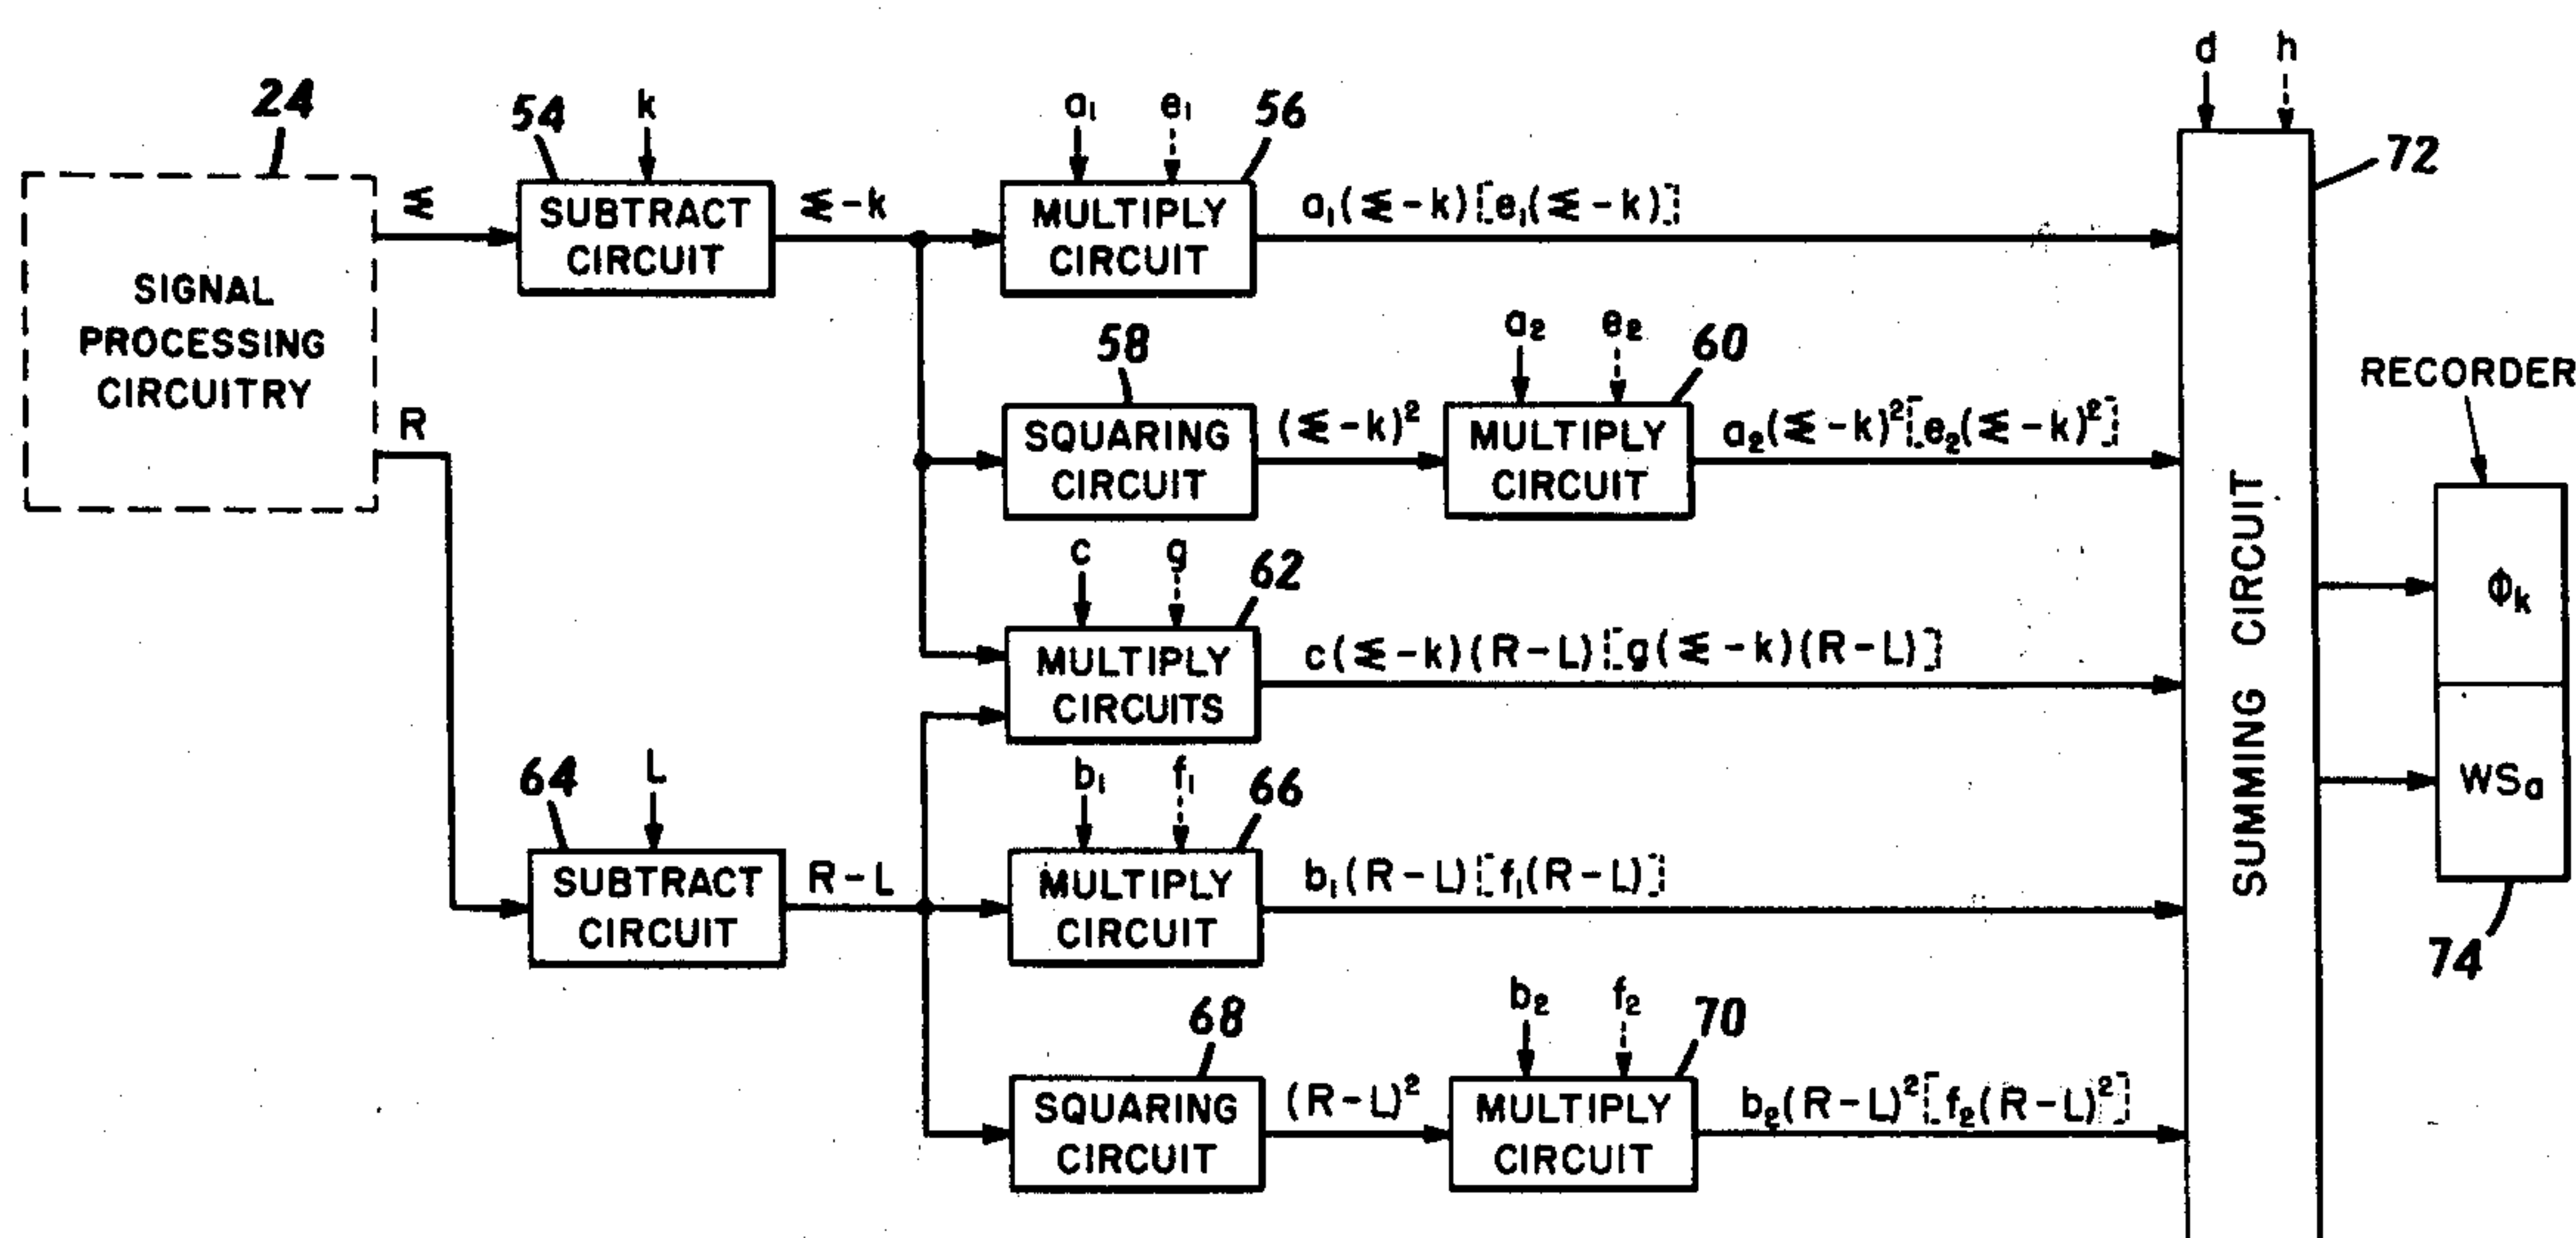 d h
24
54
k
a₁ e₁
56
72
SIGNAL
PROCESSING
CIRCUITRY
Ʃ
SUBTRACT
CIRCUIT
Ʃ-k
MULTIPLY
CIRCUIT
a₁(Ʃ-k)[e₁(Ʃ-k)]
58
a₂ e₂
60
RECORDER
R
SQUARING
CIRCUIT
(Ʃ-k)²
MULTIPLY
CIRCUIT
a₂(Ʃ-k)²[e₂(Ʃ-k)²]
SUMMING CIRCUIT
c g
62
MULTIPLY
CIRCUITS
c(Ʃ-k)(R-L)[g(Ʃ-k)(R-L)]
Φk
WSa
74
64
L
b₁ f₁
66
SUBTRACT
CIRCUIT
R-L
MULTIPLY
CIRCUIT
b₁(R-L)[f₁(R-L)]
68
b₂ f₂
70
SQUARING
CIRCUIT
(R-L)²
MULTIPLY
CIRCUIT
b₂(R-L)²[f₂(R-L)²]